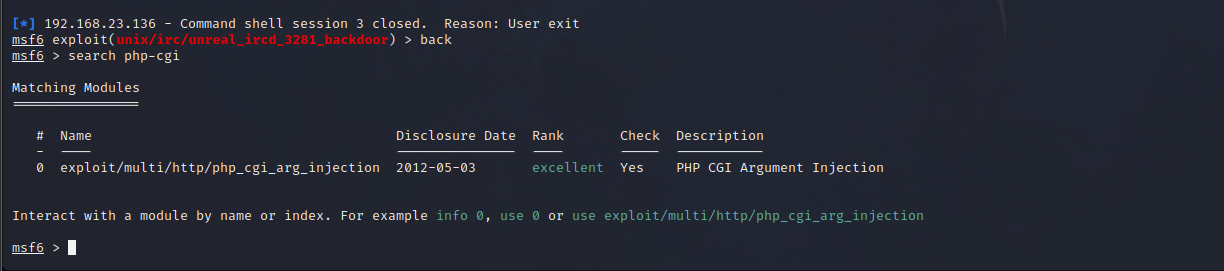 [*] 192.168.23.136 - Command shell session 3 closed.  Reason: User exit
msf6 exploit(unix/irc/unreal_ircd_3281_backdoor) > back
msf6 > search php-cgi
Matching Modules
================
#  Name                                      Disclosure Date  Rank       Check  Description
-  ----                                      ---------------  ----       -----  -----------
0  exploit/multi/http/php_cgi_arg_injection  2012-05-03       excellent  Yes    PHP CGI Argument Injection
Interact with a module by name or index. For example info 0, use 0 or use exploit/multi/http/php_cgi_arg_injection
msf6 >